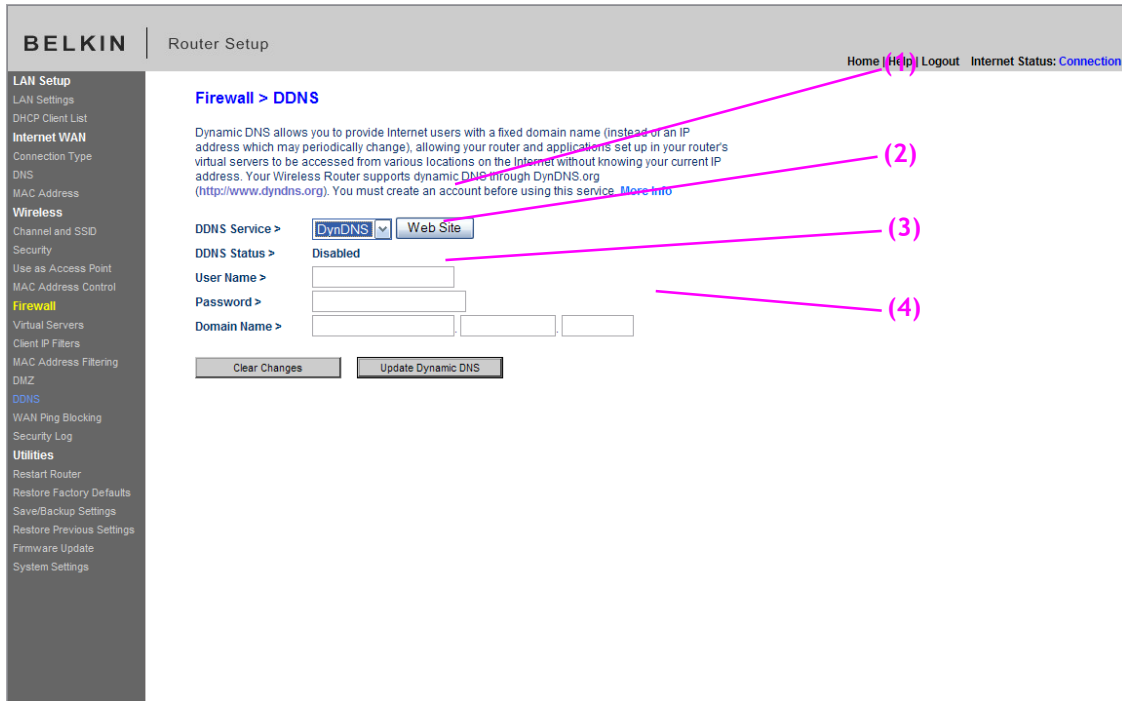 BELKIN
Router Setup
Home | Help | Logout Internet Status: Connection
(1)
LAN Setup
LAN Settings
DHCP Client List
Internet WAN
Connection Type
DNS
MAC Address
Wireless
Channel and SSID
Security
Use as Access Point
MAC Address Control
Firewall
Virtual Servers
Client IP Filters
MAC Address Filtering
DMZ
DDNS
WAN Ping Blocking
Security Log
Utilities
Restart Router
Restore Factory Defaults
Save/Backup Settings
Restore Previous Settings
Firmware Update
System Settings
Firewall > DDNS
Dynamic DNS allows you to provide Internet users with a fixed domain name (instead of an IP
address which may periodically change), allowing your router and applications set up in your router's
virtual servers to be accessed from various locations on the Internet without knowing your current IP
address. Your Wireless Router supports dynamic DNS through DynDNS.org
(http://www.dyndns.org). You must create an account before using this service. More Info
(2)
DDNS Service > DynDNS Web Site
(3)
DDNS Status > Disabled
User Name >
Password >
(4)
Domain Name > . .
Clear Changes Update Dynamic DNS